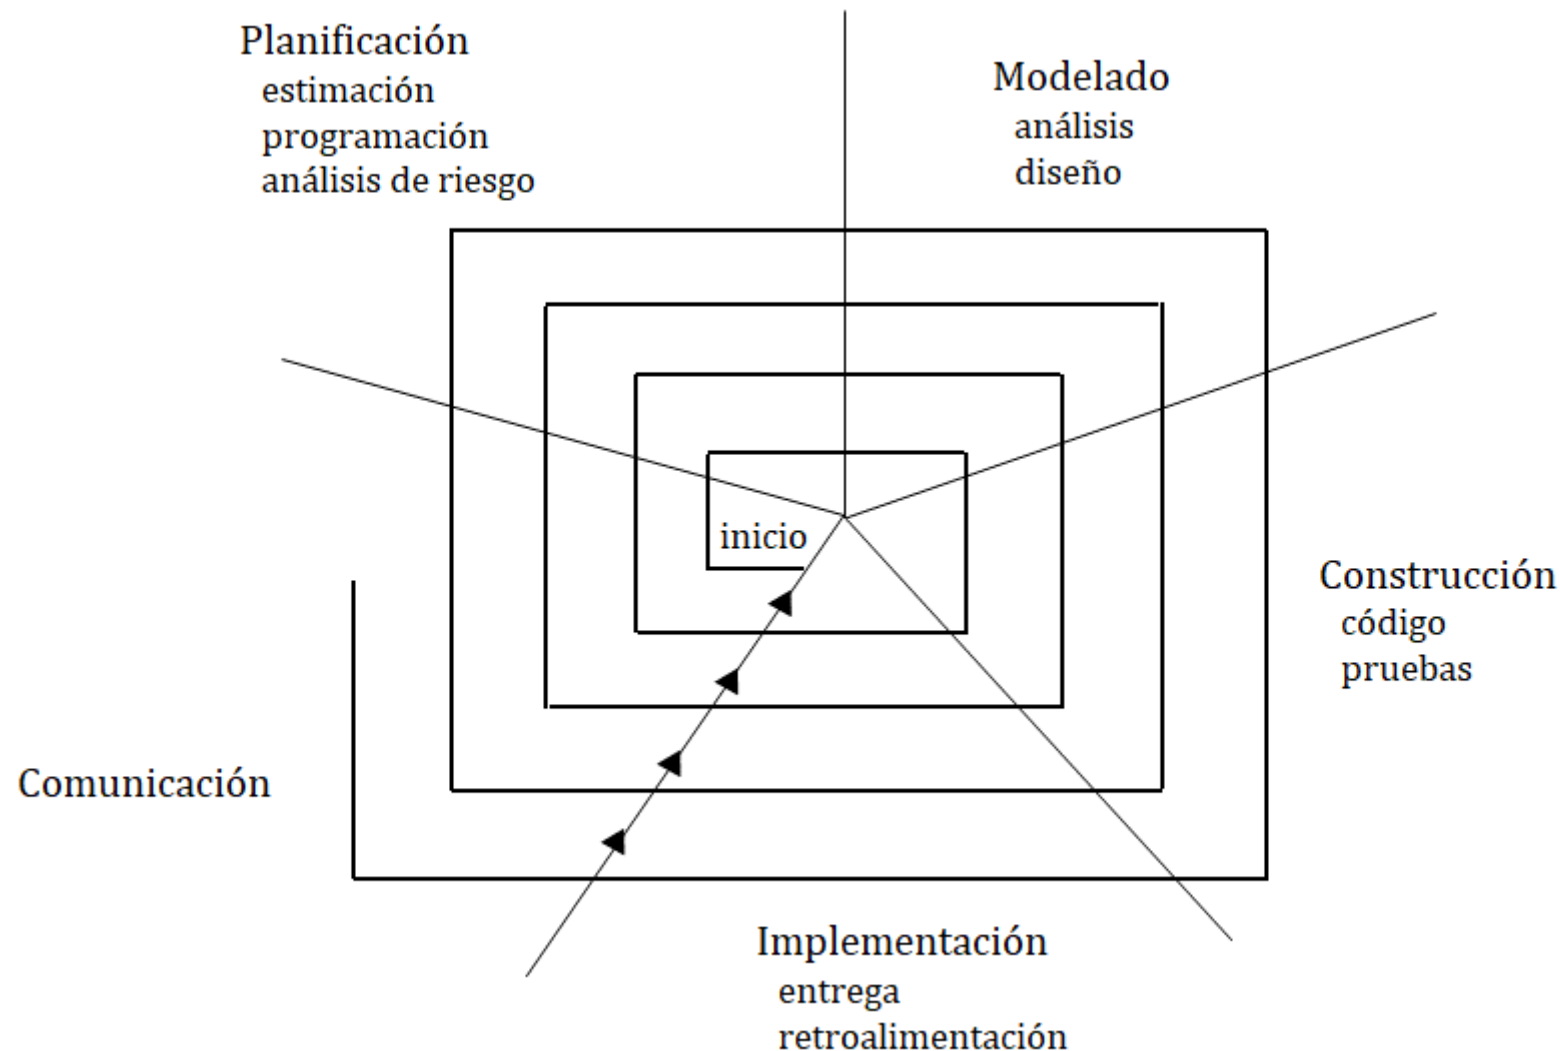 Planificación
estimación
programación
análisis de riesgo
Modelado
análisis
diseño
inicio
Construcción
código
pruebas
Comunicación
Implementación
entrega
retroalimentación